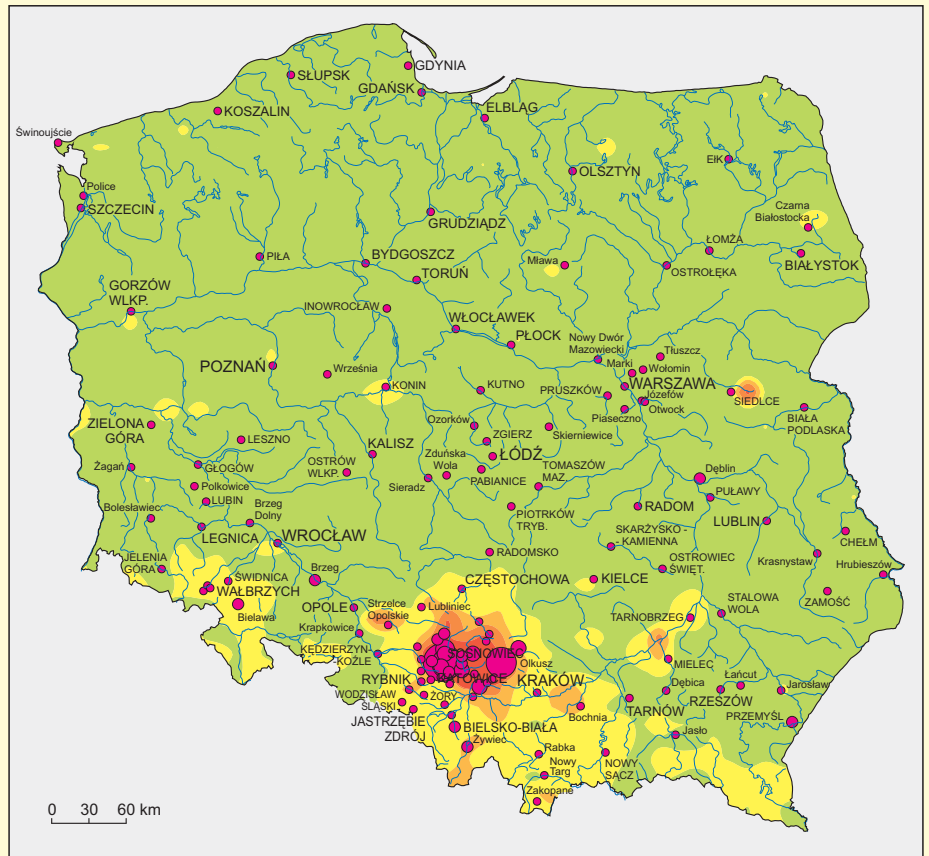 GDYNIA
SŁUPSK
GDAŃSK
KOSZALIN
ELBLĄG
Świnoujście
EłK
OLSZTYN
Police
SZCZECIN
Czarna
Białostocka
GRUDZIĄDZ
ŁOMŻA
PIŁA
BYDGOSZCZ
Mława
BIAŁYSTOK
TORUŃ
OSTROŁĘKA
GORZÓW
WLKP.
INOWROCŁAW
WŁOCŁAWEK
PŁOCK
Nowy Dwór
Mazowiecki
Tłuszcz
POZNAŃ
Marki
Wołomin
Września
KONIN
KUTNO
PRUSZKÓW
WARSZAWA
Józefów
SIEDLCE
Otwock
Piaseczno
BIAŁA
PODLASKA
ZIELONA
GÓRA
Ozorków
ZGIERZ
Skierniewice
LESZNO
KALISZ
ŁÓDŹ
Żagań
GŁOGÓW
OSTRÓW
WLKP.
Zduńska
Wola
TOMASZÓW
MAZ.
Dęblin
Sieradz
PABIANICE
Polkowice
LUBIN
PUŁAWY
Bolesławiec
Brzeg
Dolny
PIOTRKÓW
TRYB.
RADOM
LUBLIN
LEGNICA
WROCŁAW
SKARŻYSKO
- KAMIENNA
CHEŁM
JELENIA
GÓRA
RADOMSKO
OSTROWIEC
ŚWIĘT.
Krasnystaw
Hrubieszów
ŚWIDNICA
Brzeg
CZĘSTOCHOWA
KIELCE
WAŁBRZYCH
STALOWA
WOLA
ZAMOŚĆ
Bielawa
OPOLE
Strzelce
Opolskie
Lubliniec
TARNOBRZEG
Krapkowice
KĘDZIERZYN-
KOŹLE
SOSNOWIEC
Olkusz
MIELEC
RYBNIK
KATOWICE
KRAKÓW
Dębica
Łańcut
Jarosław
WODZISŁAW
ŚLĄSKI
ŻORY
RZESZÓW
Bochnia
TARNÓW
PRZEMYŚL
JASTRZĘBIE
ZDRÓJ
BIELSKO-BIAŁA
Jasło
Żywiec
Rabka
Nowy
Targ
NOWY
SĄCZ
Zakopane
0 30 60 km